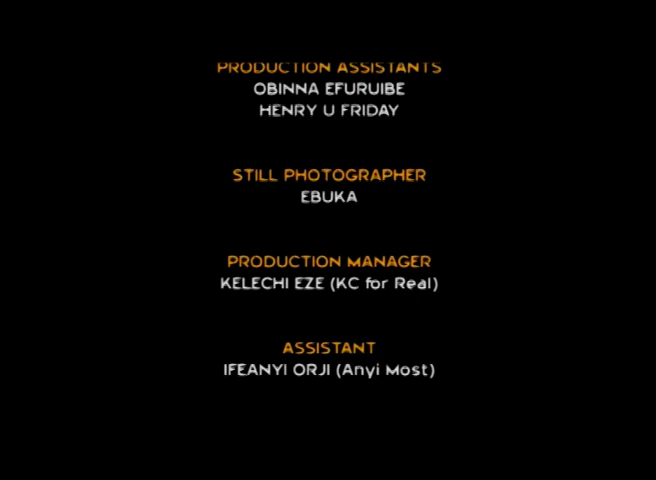 PRODUCTION ASSISTANTS
OBINNA EFURUIBE
HENRY U FRIDAY
STILL PHOTOGRAPHER
EBUKA
PRODUCTION MANAGER
KELECHI EZE (KC for Real)
ASSISTANT
IFEANYI ORJI (Anyi Most)